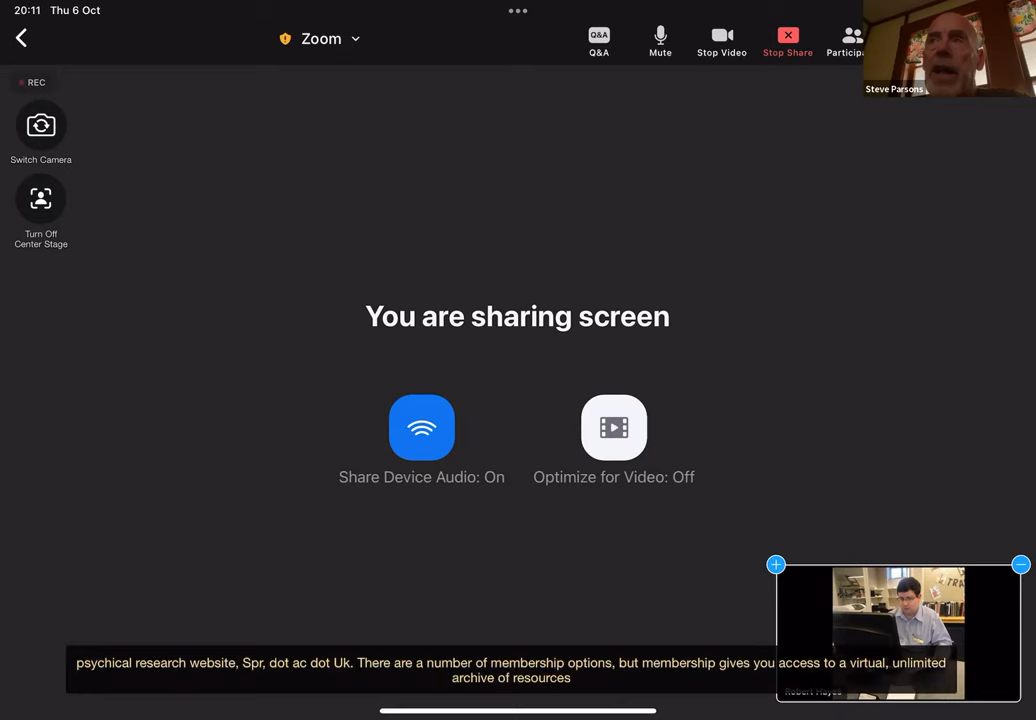 20:11 Thu 6 Oct
Zoom
Q&A
Q&A
Mute
Stop Video
Stop Share
Participa
Steve Parsons
REC
Switch Camera
Turn Off
Center Stage
You are sharing screen
Share Device Audio: On
Optimize for Video: Off
psychical research website, Spr, dot ac dot Uk. There are a number of membership options, but membership gives you access to a virtual, unlimited
archive of resources
Robert Hayes